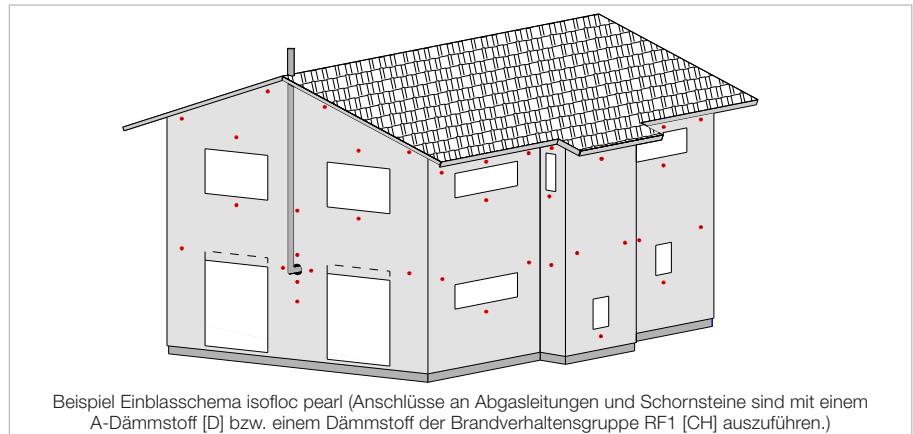 Beispiel Einblasschema isofloc pearl (Anschlüsse an Abgasleitungen und Schornsteine sind mit einem
A-Dämmstoff [D] bzw. einem Dämmstoff der Brandverhaltensgruppe RF1 [CH] auszuführen.)